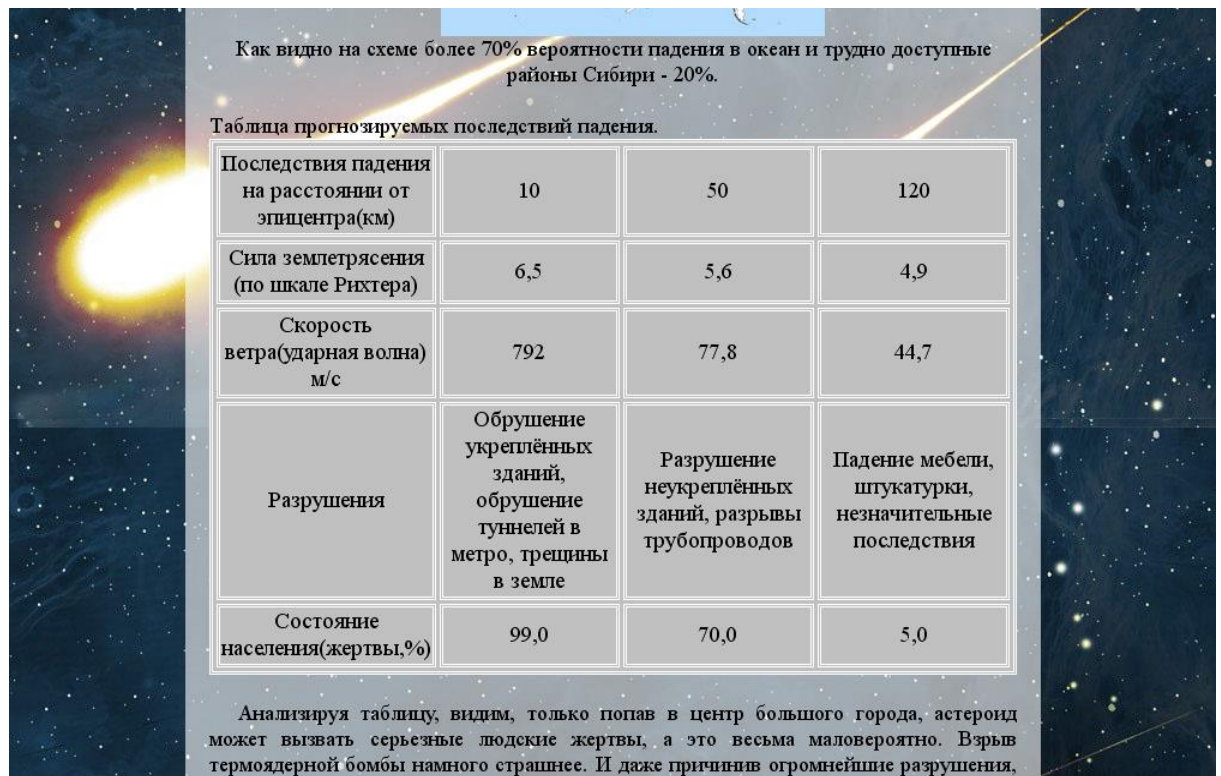 Как видно на схеме более 70% вероятности падения в океан и трудно доступные
районы Сибири - 20%.
Таблица прогнозируемых последствий падения.
Последствия падения
на расстоянии от
эпицентра(км)
10
50
120
Сила землетрясения
(по шкале Рихтера)
6,5
5,6
4,9
Скорость
ветра(ударная волна)
м/с
792
77,8
44,7
Разрушения
Обрушение
укреплённых
зданий,
обрушение
туннелей в
метро, трещины
в земле
Разрушение
неукреплённых
зданий, разрывы
трубопроводов
Падение мебели,
штукатурки,
незначительные
последствия
Состояние
населения(жертвы,%)
99,0
70,0
5,0
Анализируя таблицу, видим, только попав в центр большого города, астероид
может вызвать серьезные людские жертвы, а это весьма маловероятно. Взрыв
термоядерной бомбы намного страшнее. И даже причинив огромнейшие разрушения,